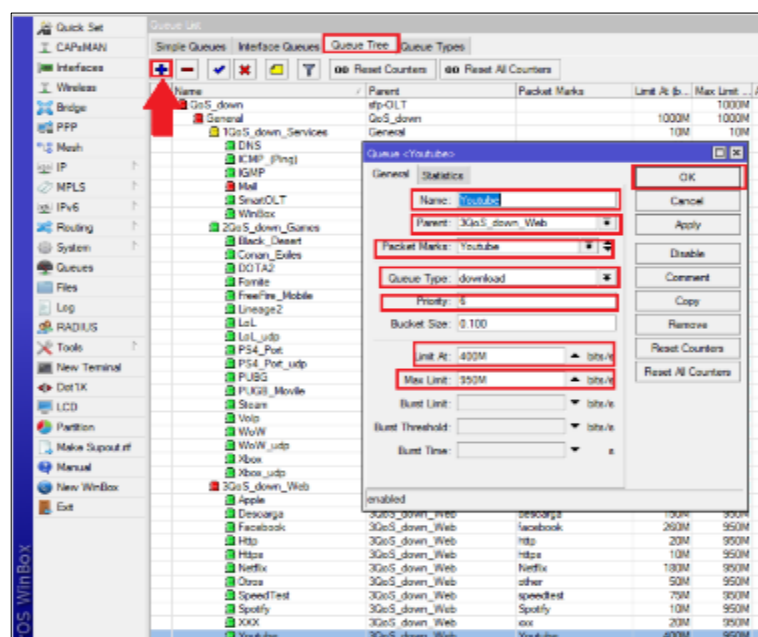 Quick Set
CAPsMAN
Interfaces
Wireless
Bridge
PPP
Mesh
IP
MPLS
IPv6
Routing
System
Queues
Files
Log
RADIUS
Tools
New Terminal
Dot1X
LCD
Partition
Make Supout.rif
Manual
New WinBox
Exit
OS WinBox
Queue List
Simple Queues Interface Queues Queue Tree Queue Types
00 Reset Counters 00 Reset All Counters
Name Parent Packet Marks Limit At (b... Max Limit ...
QoS_down sfp-OLT 1000M
General QoS_down 1000M 1000M
1QoS_down_Services General 10M 10M
DNS
ICMP_(Ping)
IGMP
Mail
SmartOLT
WinBox
2QoS_down_Games
Black_Desert
Conan_Exiles
DOTA2
Fornite
FreeFire_Mobile
Lineage2
LoL
LoL_udp
PS4_Port
PS4_Port_udp
PUBG
PUGB_Movile
Steam
Voip
WoW
WoW_udp
Xbox
Xbox_udp
3QoS_down_Web
Apple
Descarga 3QoS_down_Web descarga 150M 950M
Facebook 3QoS_down_Web facebook 260M 950M
Http 3QoS_down_Web http 20M 950M
Https 3QoS_down_Web https 10M 950M
Netflix 3QoS_down_Web Netflix 180M 950M
Otros 3QoS_down_Web other 50M 950M
SpeedTest 3QoS_down_Web speedtest 75M 950M
Spotify 3QoS_down_Web Spotify 10M 950M
XXX 3QoS_down_Web xxx 20M 950M
Youtube 3QoS_down_Web Youtube 400M 950M
Queue <Youtube>
General Statistics
Name: Youtube
Parent: 3QoS_down_Web
Packet Marks: Youtube
Queue Type: download
Priority: 6
Bucket Size: 0.100
Limit At: 400M bits/s
Max Limit: 950M bits/s
Burst Limit: bits/s
Burst Threshold: bits/s
Burst Time: s
enabled
OK
Cancel
Apply
Disable
Comment
Copy
Remove
Reset Counters
Reset All Counters